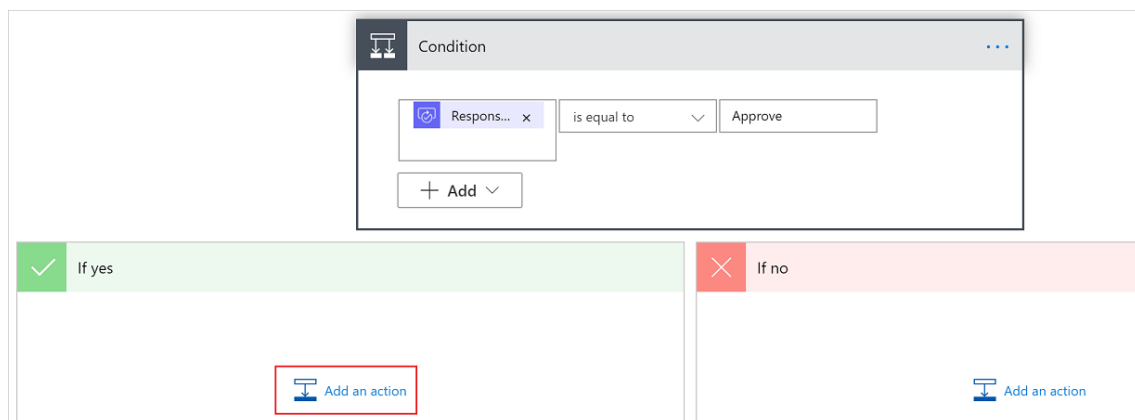 Condition
Respons...
is equal to
Approve
Add
If yes
If no
Add an action
Add an action